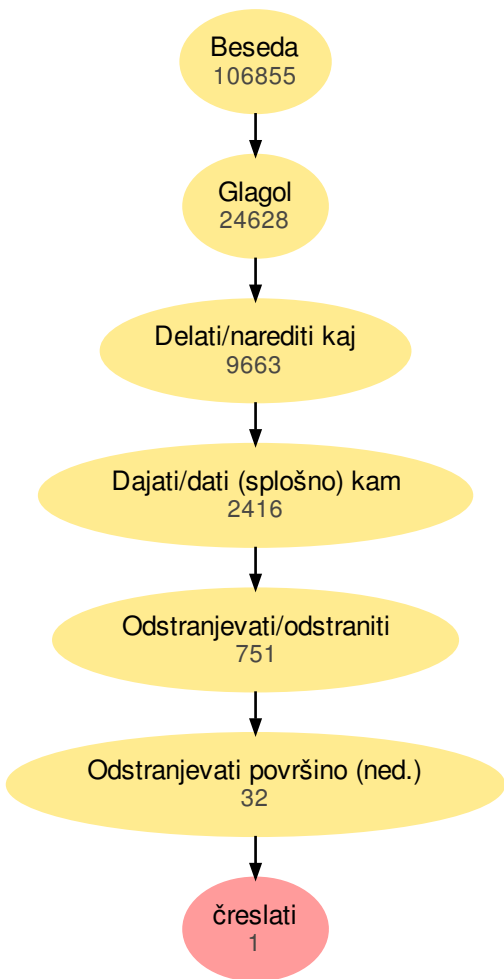 Beseda
106855
Glagol
24628
Delati/narediti kaj
9663
Dajati/dati (splošno) kam
2416
Odstranjevati/odstraniti
751
Odstranjevati površino (ned.)
32
čreslati
1